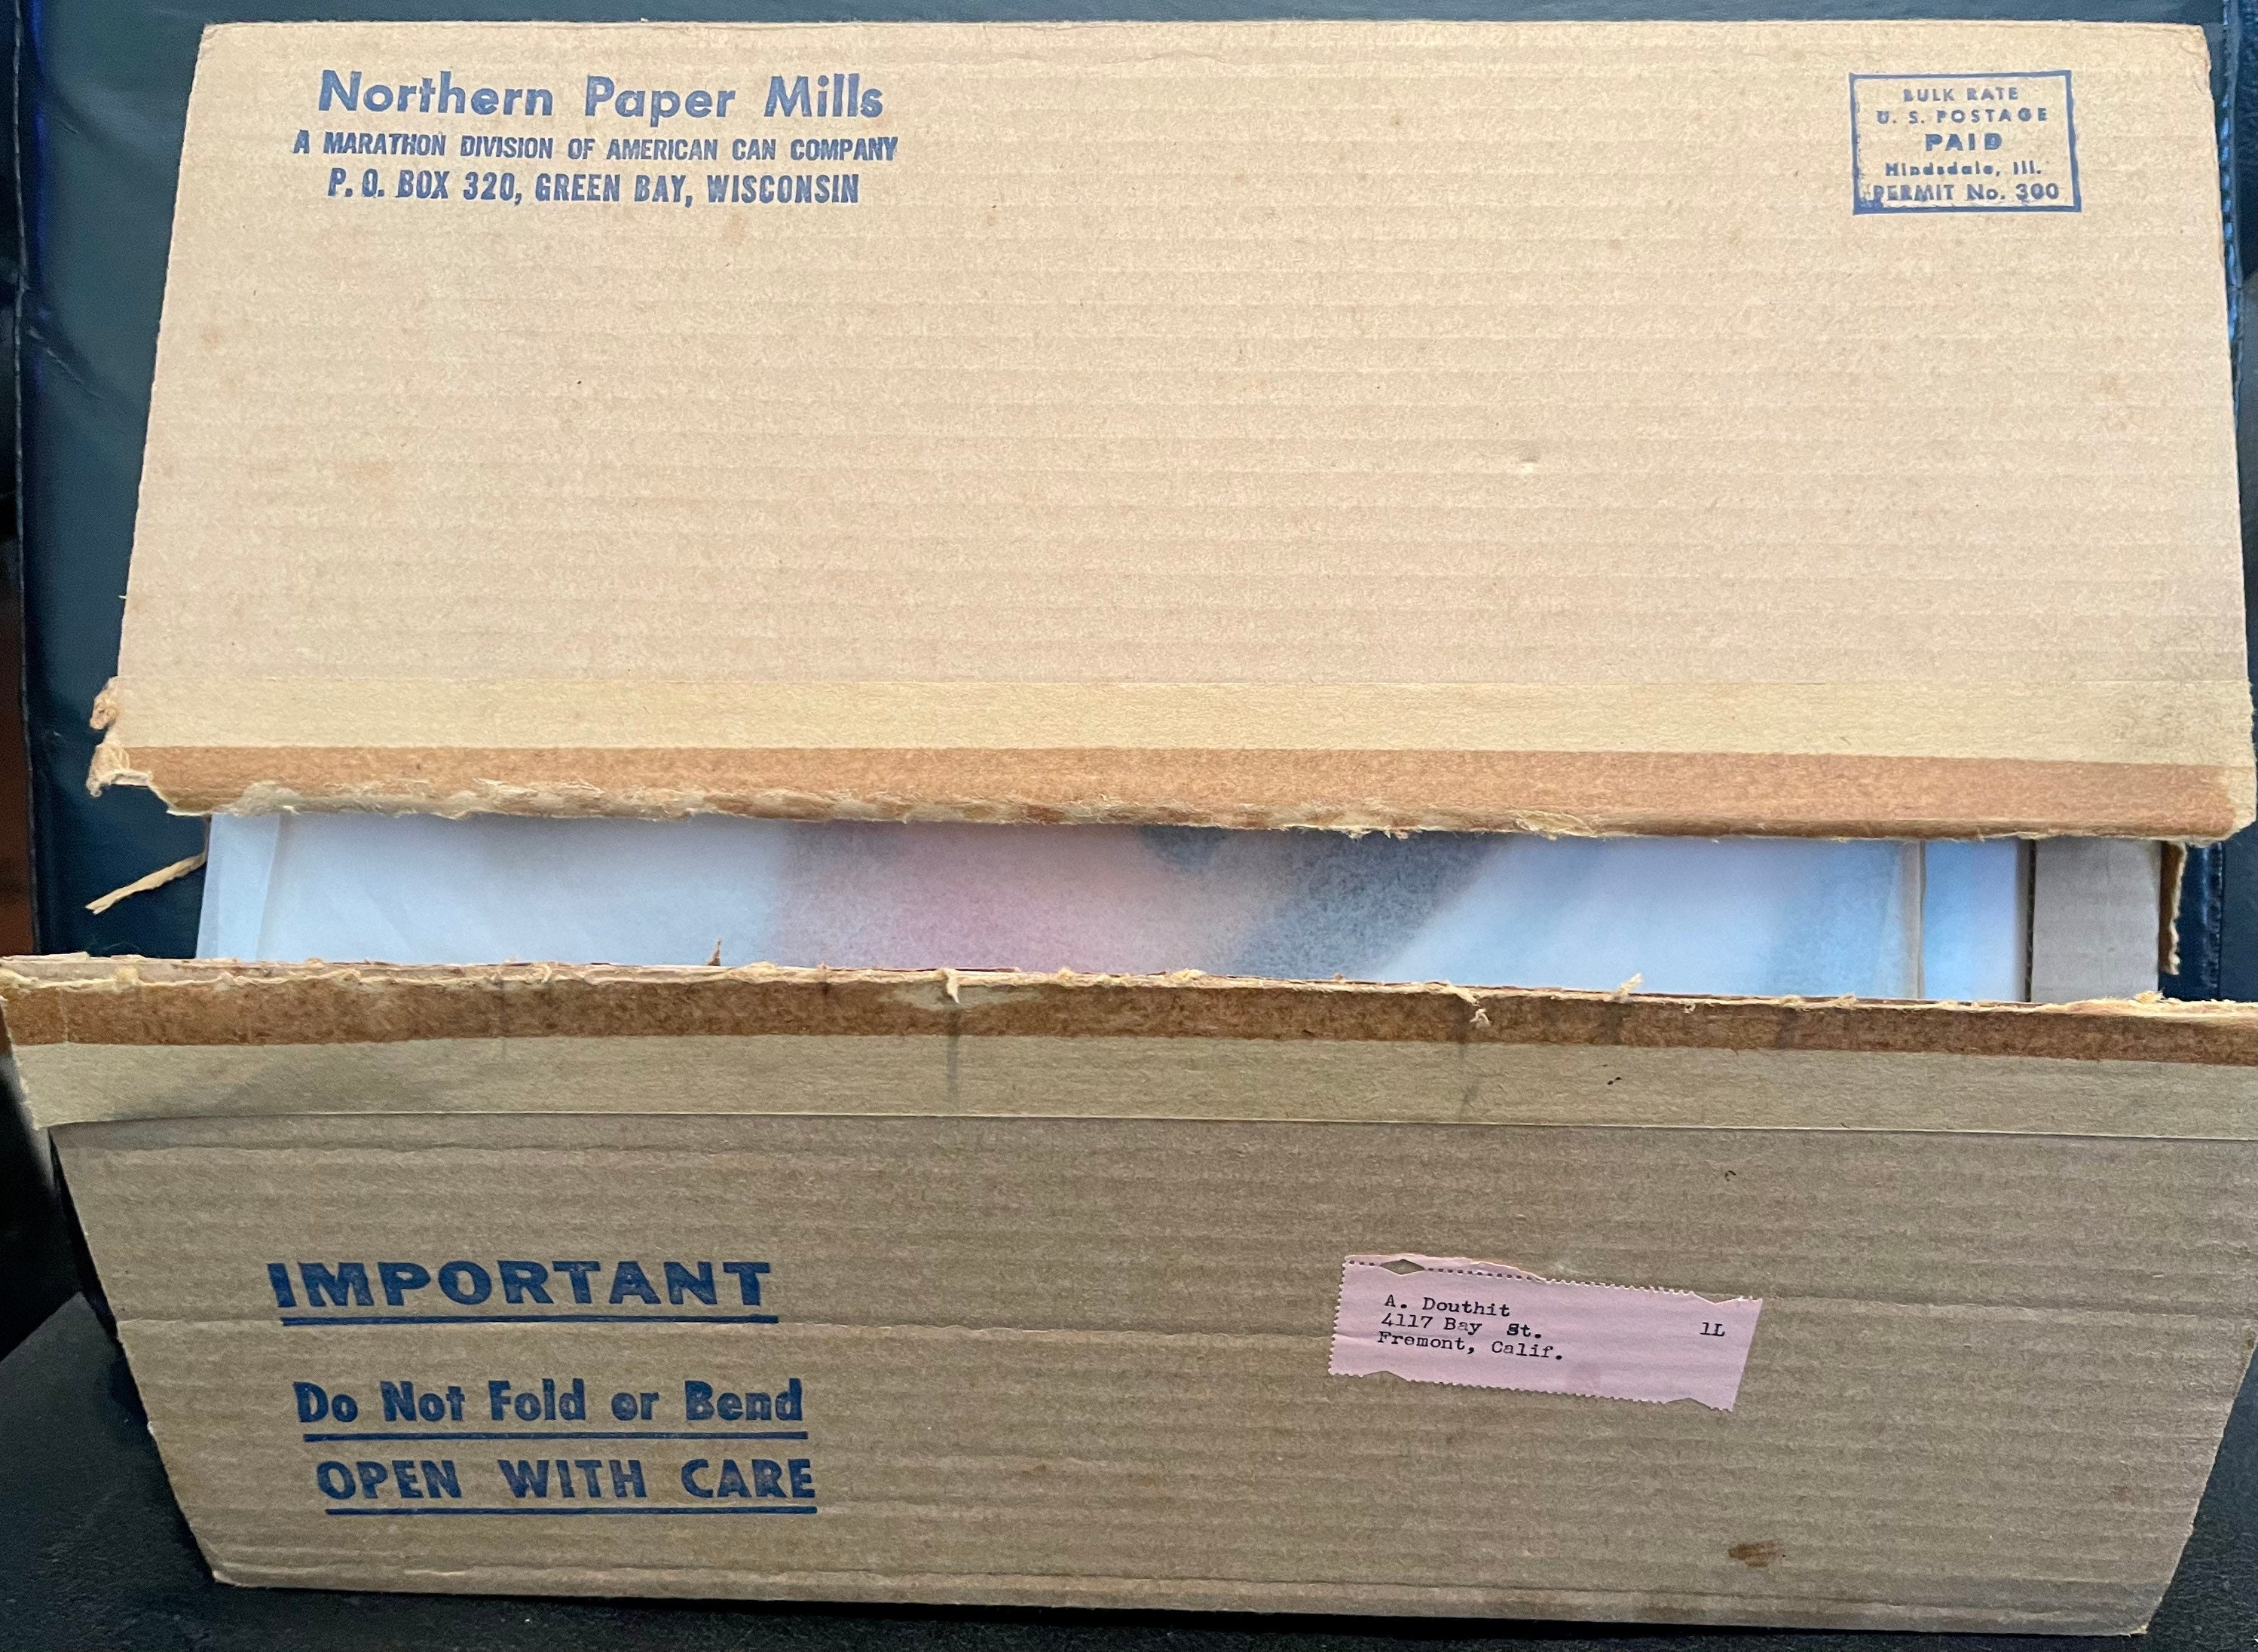 Northern Paper Mills
A MARATHON DIVISION OF AMERICAN CAN COMPANY
P. O. BOX 320, GREEN BAY, WISCONSIN
BULK RATE
U. S. POSTAGE
PAID
Hindsdale, Ill.
PERMIT No. 300
IMPORTANT
Do Not Fold or Bend
OPEN WITH CARE
A. Douthit
4117 Bay St. 1L
Fremont, Calif.